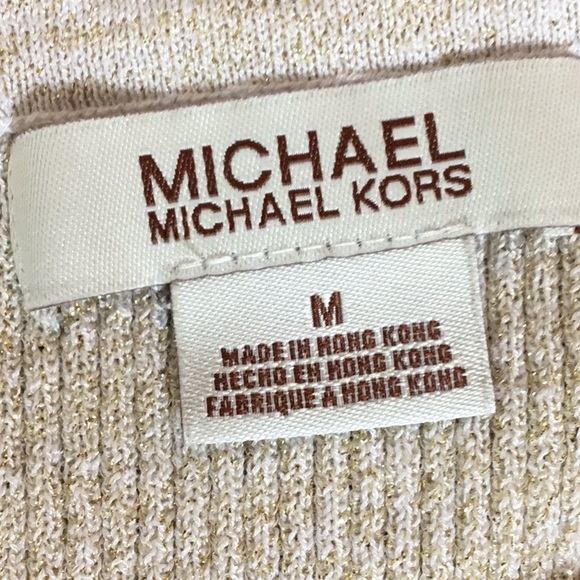 MICHAEL
MICHAEL KORS
M
MADE IN HONG KONG
HECHO EN HONG KONG
FABRIQUE A HONG KONG